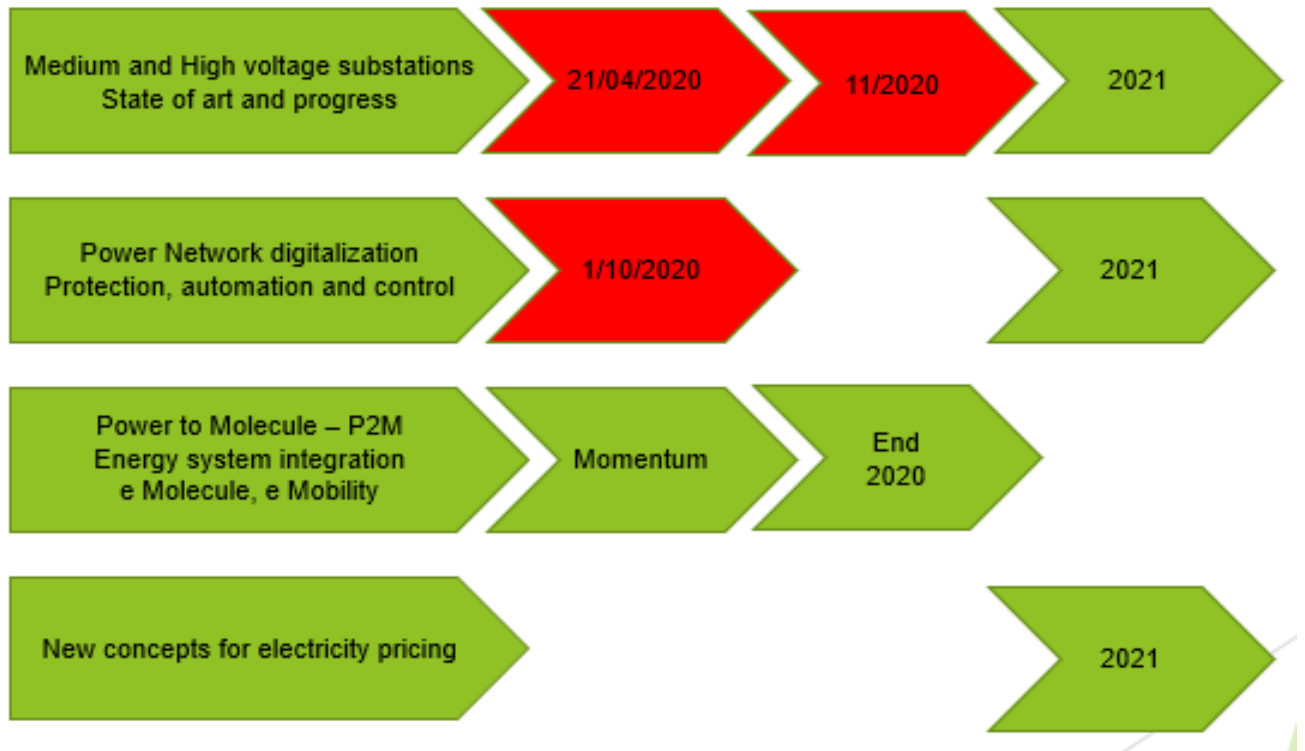 Medium and High voltage substations
State of art and progress
21/04/2020
11/2020
2021
Power Network digitalization
Protection, automation and control
1/10/2020
2021
Power to Molecule – P2M
Energy system integration
e Molecule, e Mobility
Momentum
End
2020
New concepts for electricity pricing
2021